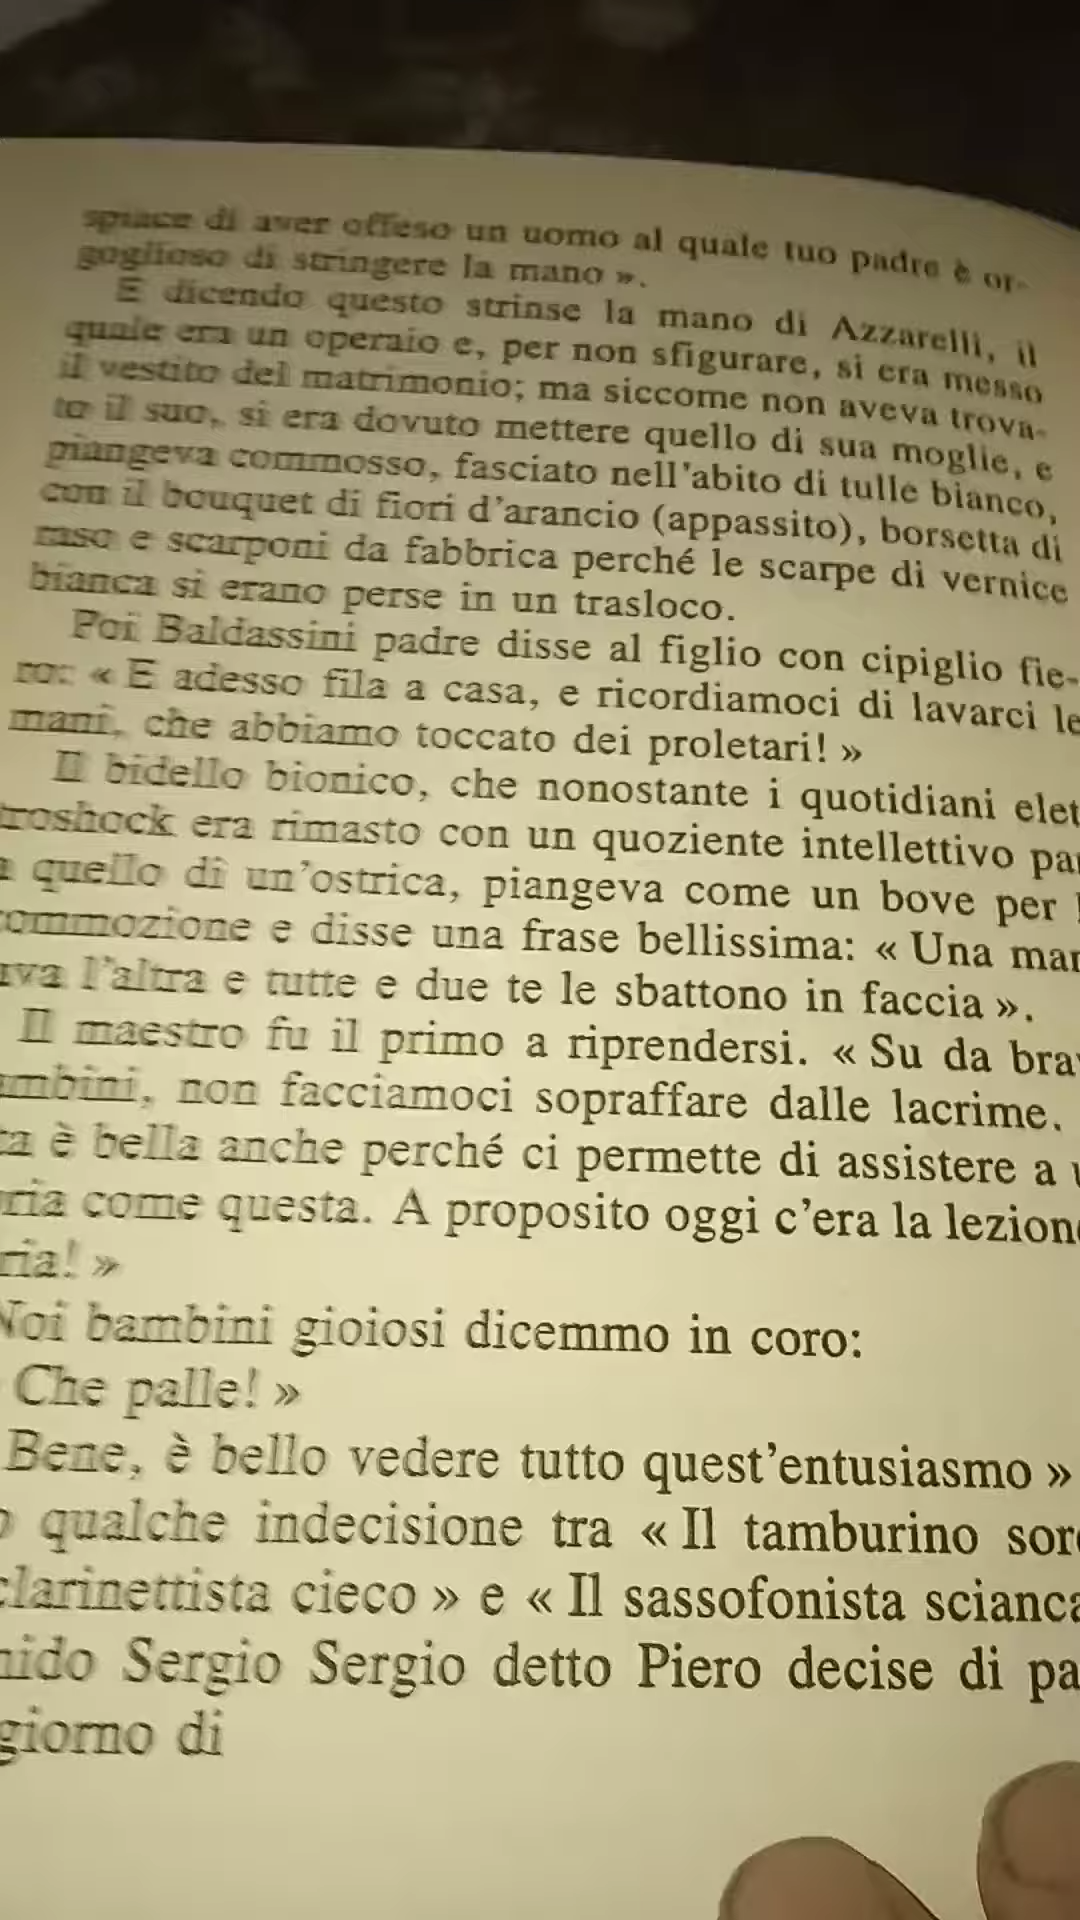 spiace di aver offeso un uomo al quale tuo padre è or-
goglioso di stringere la mano ».
E dicendo questo strinse la mano di Azzarelli, il
quale era un operaio e, per non sfigurare, si era messo
il vestito del matrimonio; ma siccome non aveva trova-
to il suo, si era dovuto mettere quello di sua moglie, e
piangeva commosso, fasciato nell'abito di tulle bianco,
con il bouquet di fiori d'arancio (appassito), borsetta di
raso e scarponi da fabbrica perché le scarpe di vernice
bianca si erano perse in un trasloco.
Poi Baldassini padre disse al figlio con cipiglio fie-
ro: « E adesso fila a casa, e ricordiamoci di lavarci le
mani, che abbiamo toccato dei proletari! »
Il bidello bionico, che nonostante i quotidiani elet
troshock era rimasto con un quoziente intellettivo par
a quello di un'ostrica, piangeva come un bove per
commozione e disse una frase bellissima: « Una man
ava l'altra e tutte e due te le sbattono in faccia ».
Il maestro fu il primo a riprendersi. « Su da bra
ambini, non facciamoci sopraffare dalle lacrime.
ta è bella anche perché ci permette di assistere a u
ria come questa. A proposito oggi c'era la lezion
ria! »
Noi bambini gioiosi dicemmo in coro:
Che palle! »
Bene, è bello vedere tutto quest'entusiasmo »
o qualche indecisione tra « Il tamburino sor
clarinettista cieco » e « Il sassofonista scianca
nido Sergio Sergio detto Piero decise di pa
giorno di